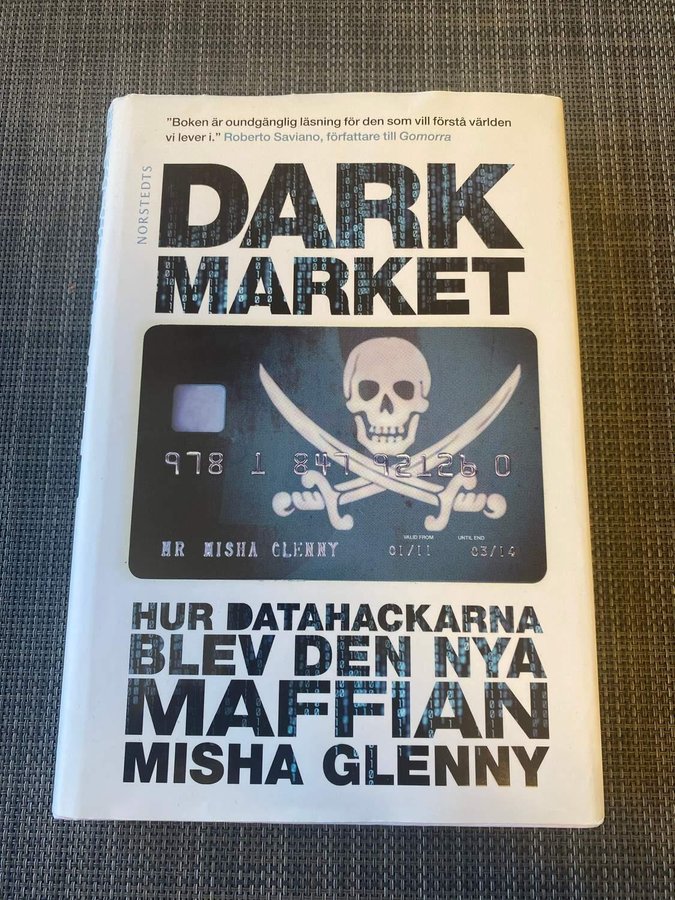 "Boken är oundgänglig läsning för den som vill förstå världen
vi lever i." Roberto Saviano, författare till Gomorra
NORSTEDTS
DARK
MARKET
978 1 847 921260
VALID FROM UNTIL END
MR MISHA GLENNY 01/11 03/14
HUR DATAHACKARNA
BLEV DEN NYA
MAFFIAN
MISHA GLENNY